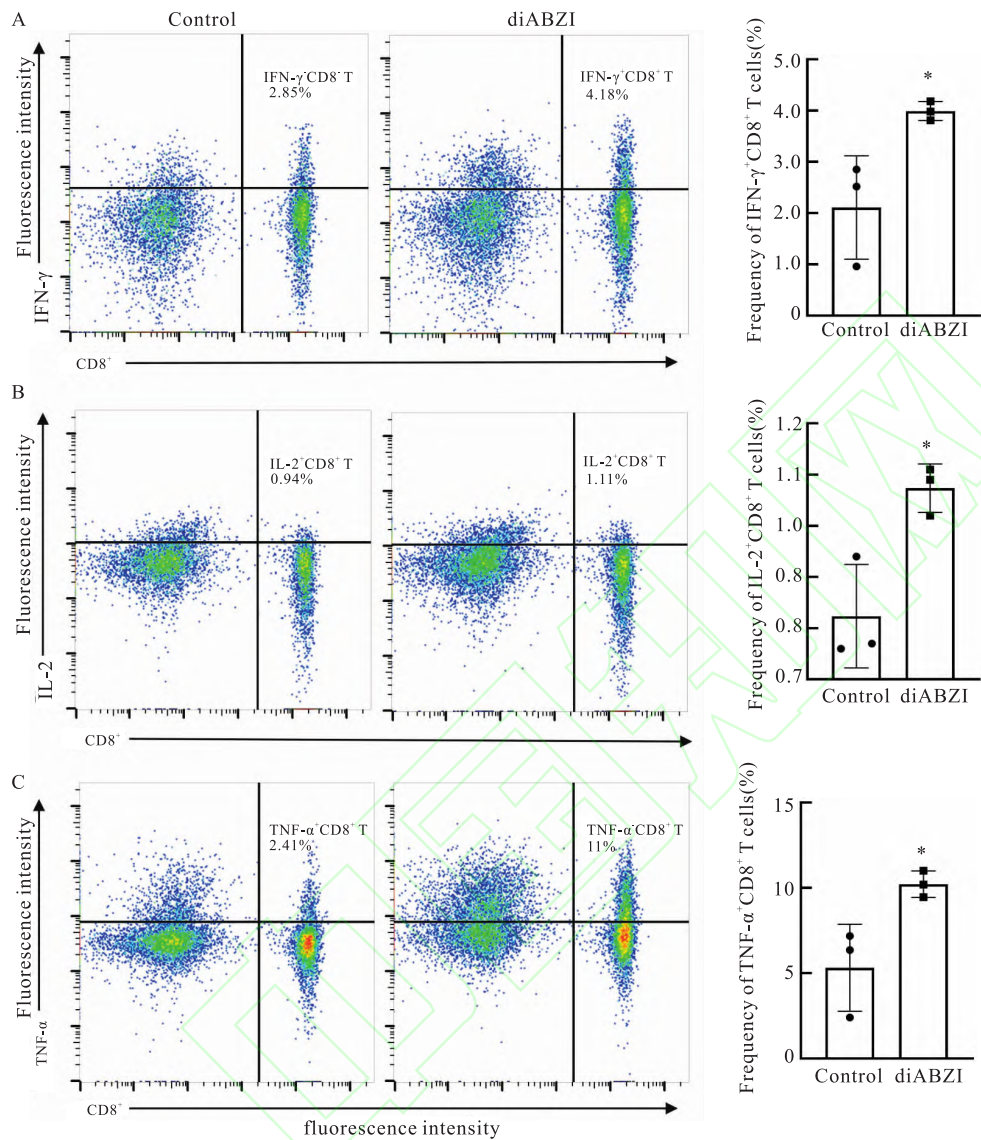 A
Control
diABZI
Fluorescence intensity
IFN-γ
IFN-γ⁻CD8⁻ T
2.85%
IFN-γ⁺CD8⁺ T
4.18%
CD8⁺
Frequency of IFN-γ⁺CD8⁺ T cells(%)
5.0
4.0
3.0
2.0
1.0
0
*
Control
diABZI
B
Fluorescence intensity
IL-2
IL-2⁺CD8⁺ T
0.94%
IL-2⁺CD8⁺ T
1.11%
CD8⁺
Frequency of IL-2⁺CD8⁺ T cells(%)
1.2
1.1
1.0
0.8
0.8
0.7
*
Control
diABZI
C
Fluorescence intensity
TNF-α
TNF-α⁺CD8⁺ T
2.41%
TNF-α⁻CD8⁺ T
11%
CD8⁺
fluorescence intensity
Frequency of TNF-α⁺CD8⁺ T cells(%)
15
10
5
0
*
Control
diABZI